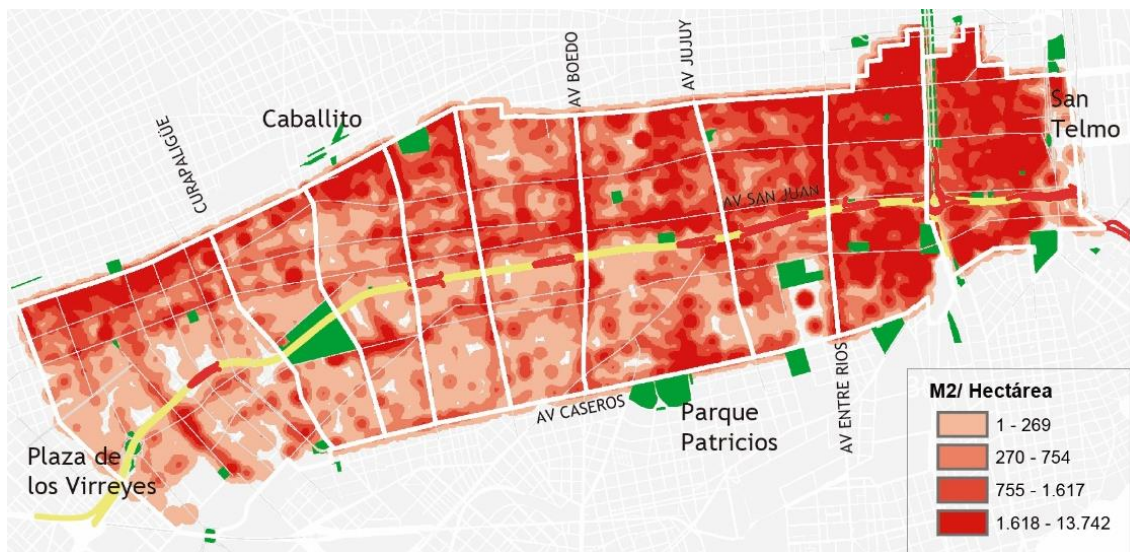 AV BOEDO
AV JUJUY
San
Telmo
Caballito
CURAPALIGÜE
AV SAN JUAN
AV CASEROS
Parque
Patricios
AV ENTRE RIOS
Plaza de
los Virreyes
M2/ Hectárea
1 - 269
270 - 754
755 - 1.617
1.618 - 13.742